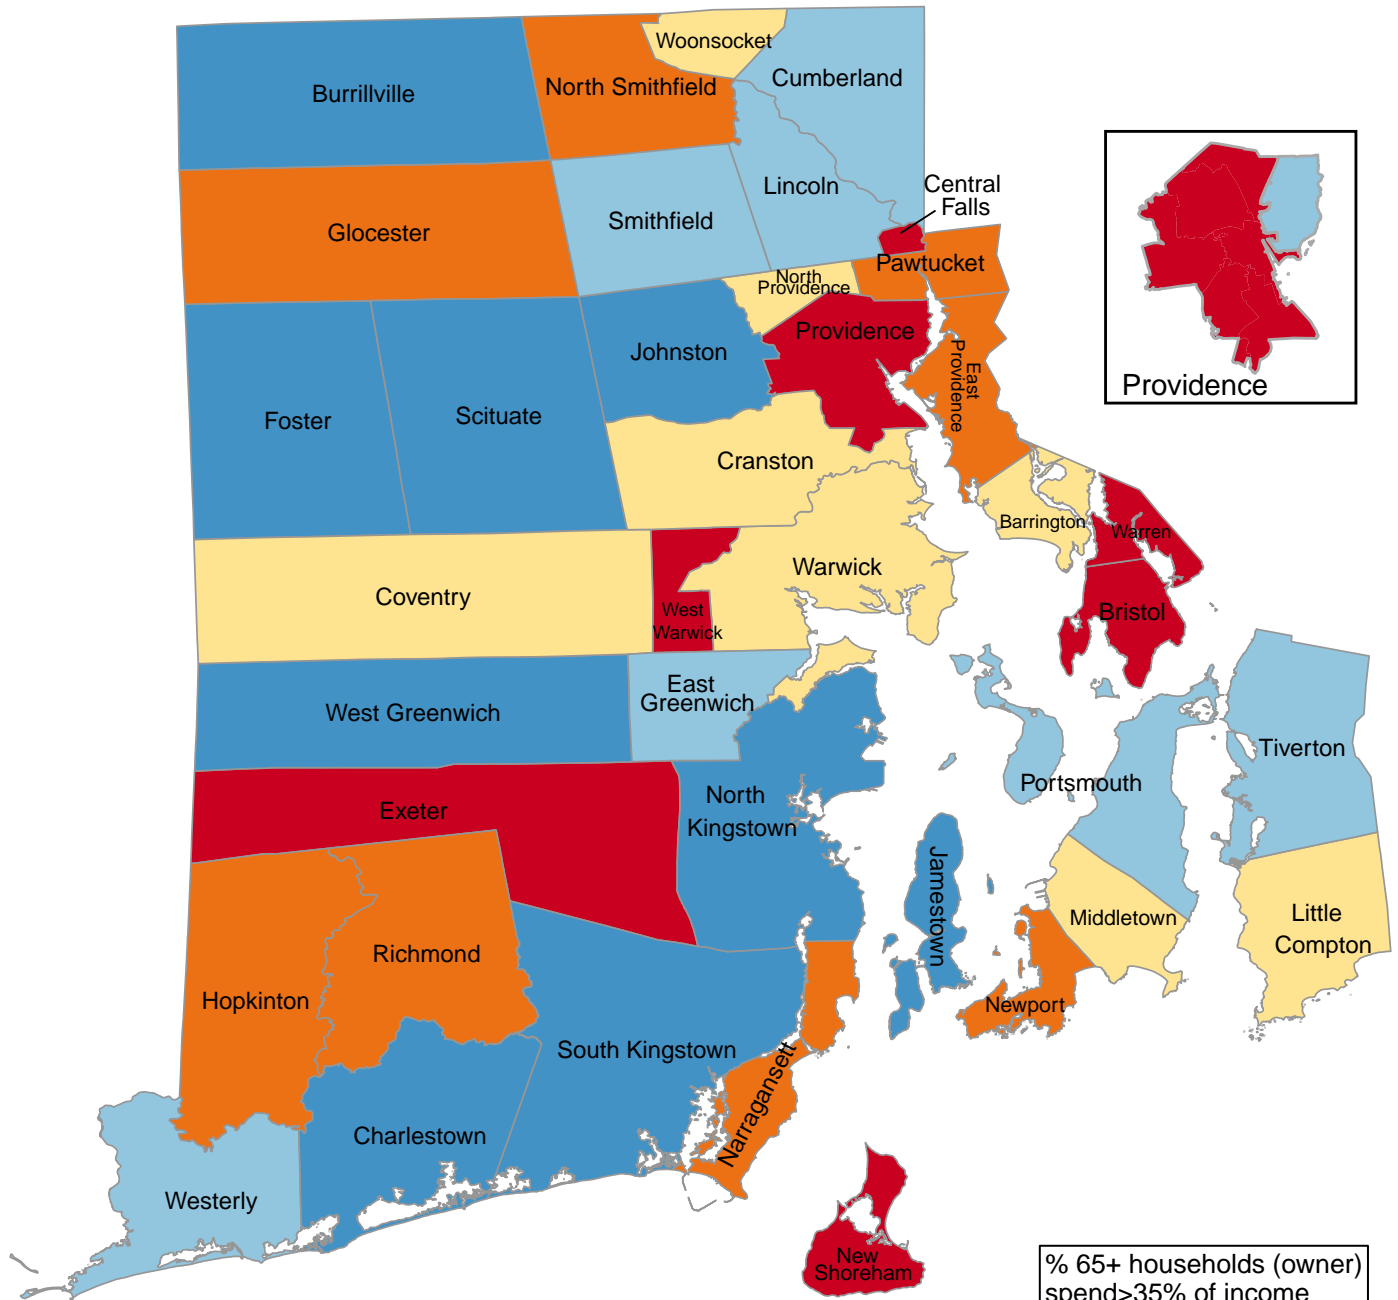 Woonsocket
Burrillville
North Smithfield
Cumberland
Central
Falls
Lincoln
Glocester
Smithfield
Pawtucket
North
Providence
Providence
Johnston
East
Providence
Providence
Foster
Scituate
Cranston
Barrington
Warren
Warwick
Coventry
West
Warwick
Bristol
East
Greenwich
West Greenwich
Tiverton
Portsmouth
Exeter
North
Kingstown
Jamestown
Middletown
Little
Compton
Richmond
Hopkinton
Newport
South Kingstown
Narragansett
Charlestown
Westerly
New
Shoreham
% 65+ households (owner)
spend>35% of income